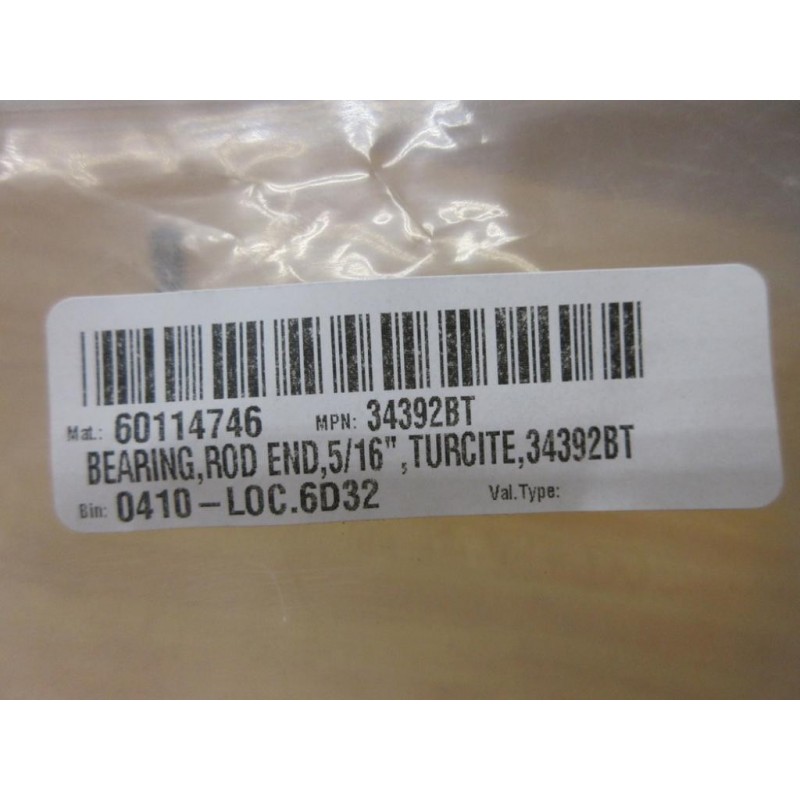 Mat.: 60114746 MPN: 34392BT
BEARING,ROD END,5/16",TURCITE,34392BT
Bin: 0410-LOC.6D32 Val.Type: